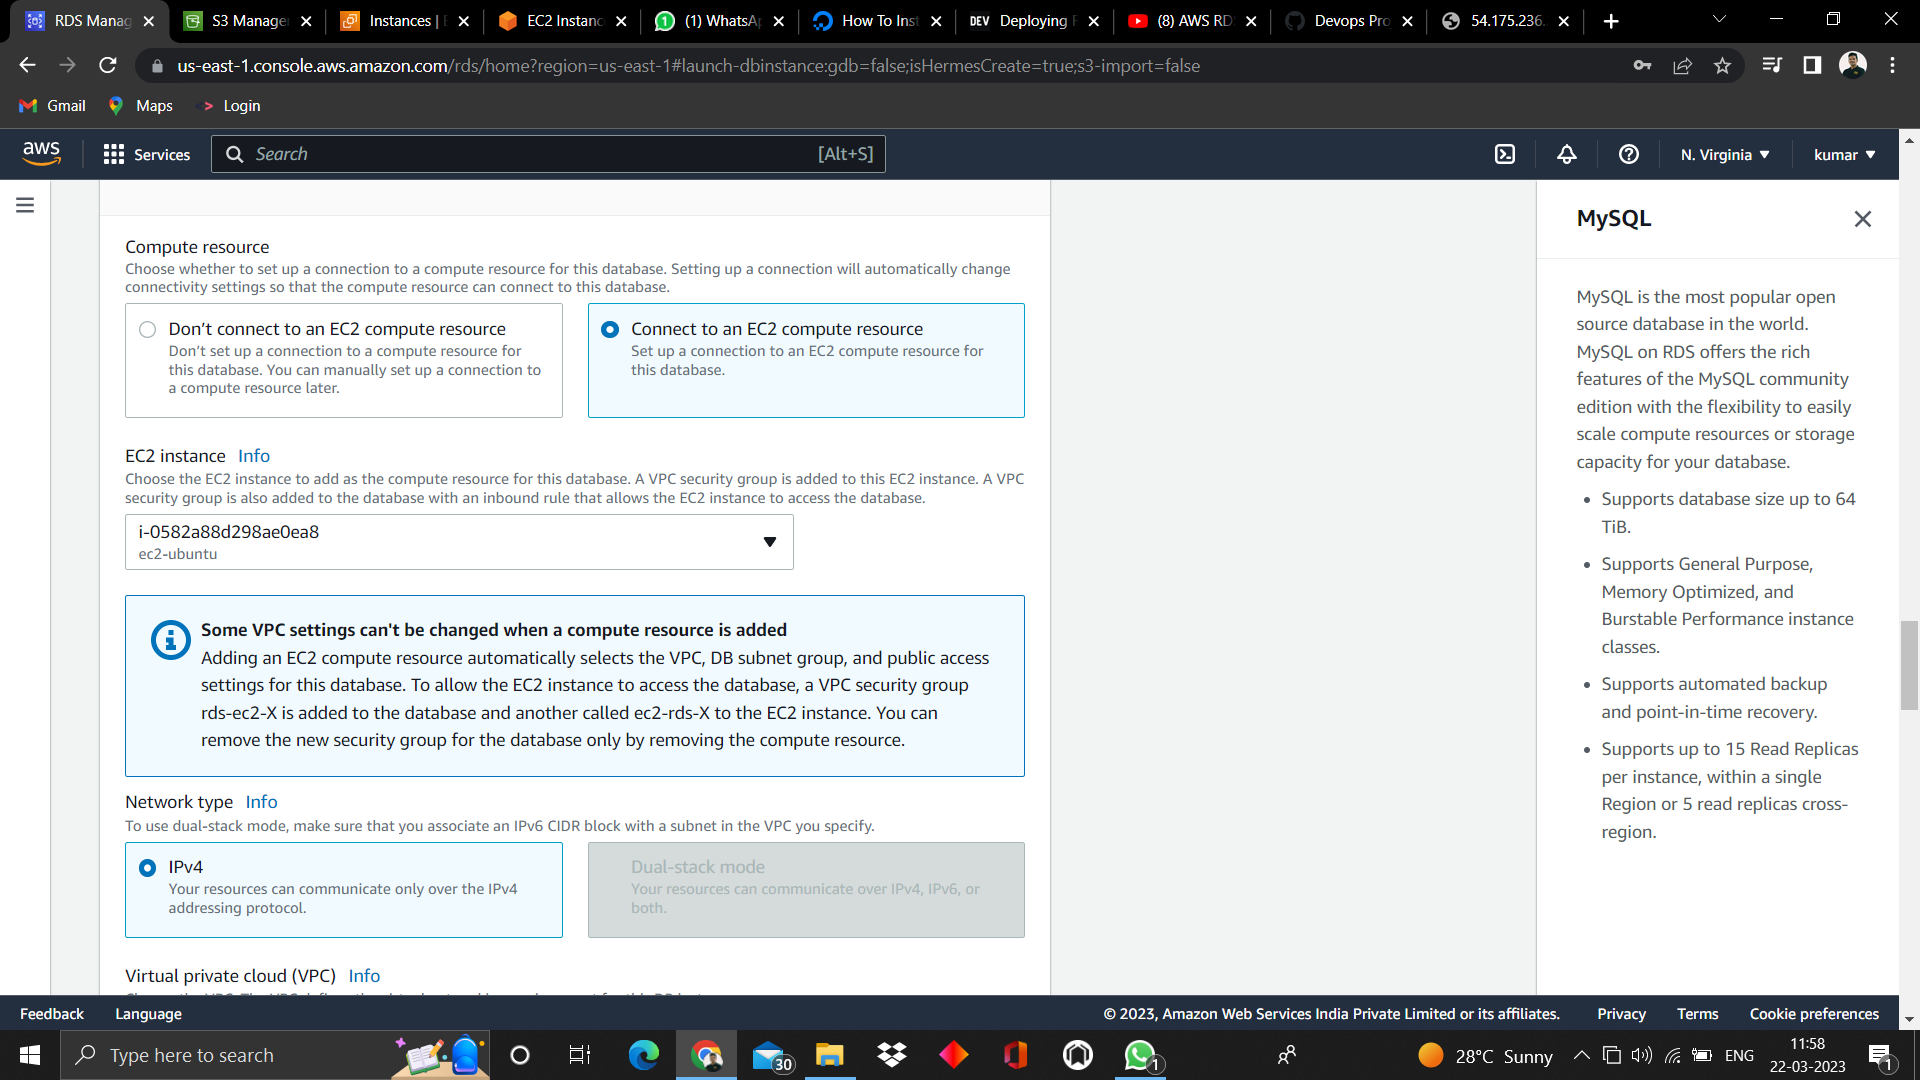 RDS Manag
S3 Manage
Instances | E
EC2 Instanc
(1) WhatsA
How To Inst
DEV Deploying F
(8) AWS RD
Devops Pro
54.175.236.
us-east-1.console.aws.amazon.com/rds/home?region=us-east-1#launch-dbinstance:gdb=false;isHermesCreate=true;s3-import=false
Gmail
Maps
Login
aws
Services
Search
[Alt+S]
N. Virginia
kumar
Compute resource
Choose whether to set up a connection to a compute resource for this database. Setting up a connection will automatically change
connectivity settings so that the compute resource can connect to this database.
Don’t connect to an EC2 compute resource
Don’t set up a connection to a compute resource for
this database. You can manually set up a connection to
a compute resource later.
Connect to an EC2 compute resource
Set up a connection to an EC2 compute resource for
this database.
EC2 instance Info
Choose the EC2 instance to add as the compute resource for this database. A VPC security group is added to this EC2 instance. A VPC
security group is also added to the database with an inbound rule that allows the EC2 instance to access the database.
i-0582a88d298ae0ea8
ec2-ubuntu
Some VPC settings can't be changed when a compute resource is added
Adding an EC2 compute resource automatically selects the VPC, DB subnet group, and public access
settings for this database. To allow the EC2 instance to access the database, a VPC security group
rds-ec2-X is added to the database and another called ec2-rds-X to the EC2 instance. You can
remove the new security group for the database only by removing the compute resource.
Network type Info
To use dual-stack mode, make sure that you associate an IPv6 CIDR block with a subnet in the VPC you specify.
IPv4
Your resources can communicate only over the IPv4
addressing protocol.
Dual-stack mode
Your resources can communicate over IPv4, IPv6, or
both.
Virtual private cloud (VPC) Info
MySQL
MySQL is the most popular open
source database in the world.
MySQL on RDS offers the rich
features of the MySQL community
edition with the flexibility to easily
scale compute resources or storage
capacity for your database.
• Supports database size up to 64
TiB.
• Supports General Purpose,
Memory Optimized, and
Burstable Performance instance
classes.
• Supports automated backup
and point-in-time recovery.
• Supports up to 15 Read Replicas
per instance, within a single
Region or 5 read replicas cross-
region.
Feedback
Language
© 2023, Amazon Web Services India Private Limited or its affiliates.
Privacy
Terms
Cookie preferences
Type here to search
30
1
28°C Sunny
ENG
11:58
22-03-2023
1